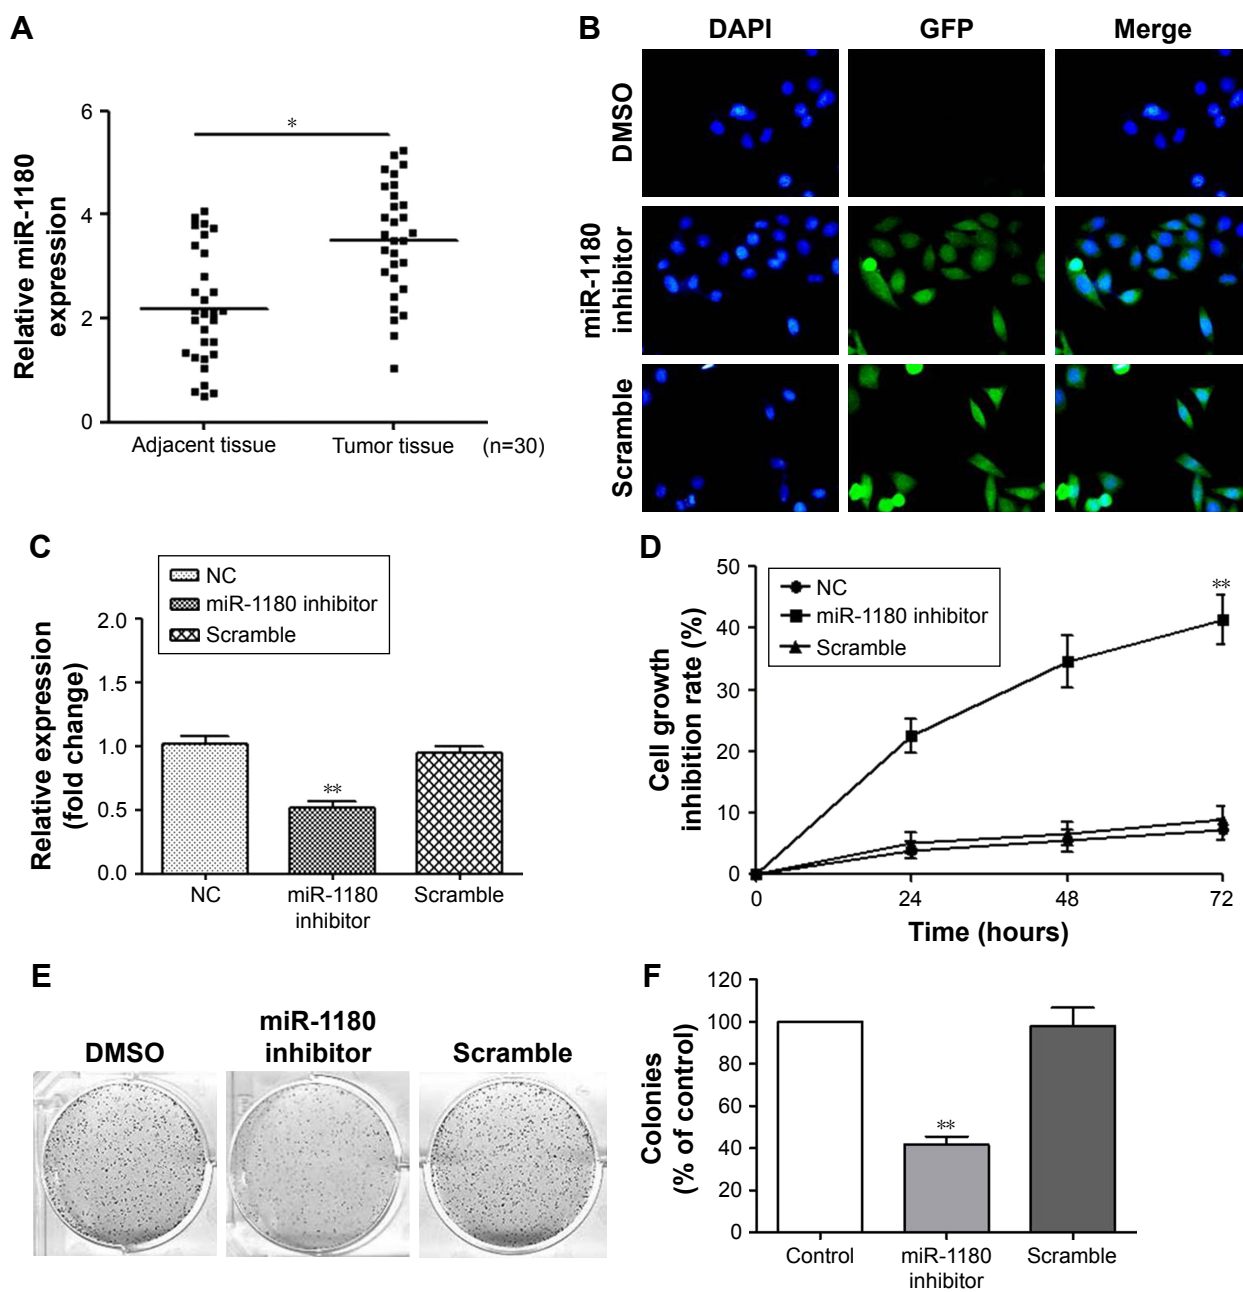 A
Relative miR-1180
expression
6
4
2
0
*
Adjacent tissue
Tumor tissue
(n=30)
B
DAPI
GFP
Merge
DMSO
miR-1180
inhibitor
Scramble
C
NC
miR-1180 inhibitor
Scramble
Relative expression
(fold change)
2.0
1.5
1.0
0.5
0.0
**
NC
miR-1180
inhibitor
Scramble
D
NC
miR-1180 inhibitor
Scramble
Cell growth
inhibition rate (%)
50
40
30
20
10
0
**
0
24
48
72
Time (hours)
E
DMSO
miR-1180
inhibitor
Scramble
F
Colonies
(% of control)
120
100
80
60
40
20
0
**
Control
miR-1180
inhibitor
Scramble